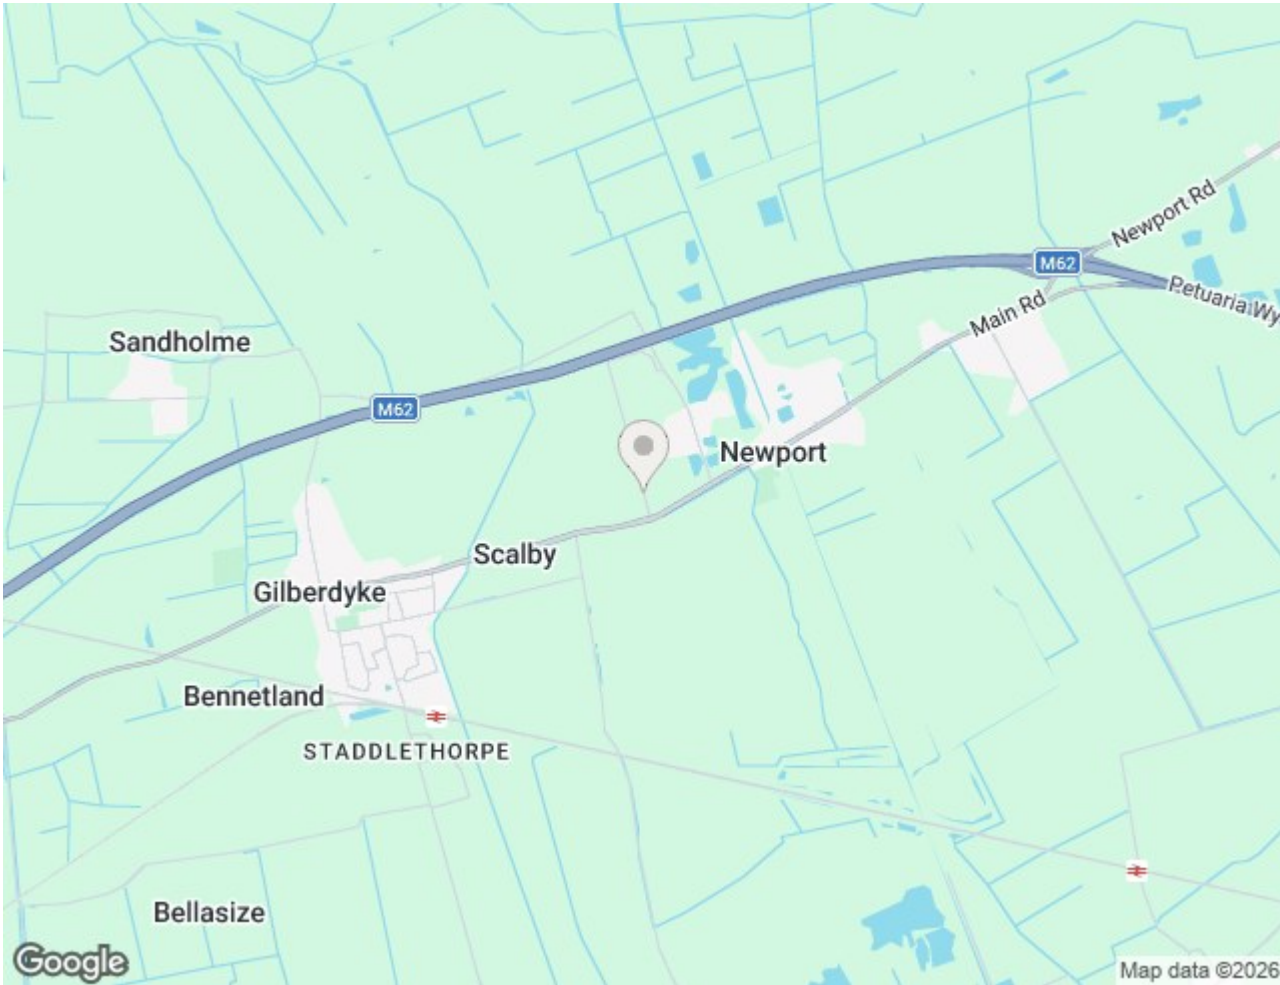 Newport Rd
M62
Petuaria Wy
Main Rd
Sandholme
M62
Newport
Scalby
Gilberdyke
Bennetland
STADDLETHORPE
Bellasize
Google
Map data ©2026